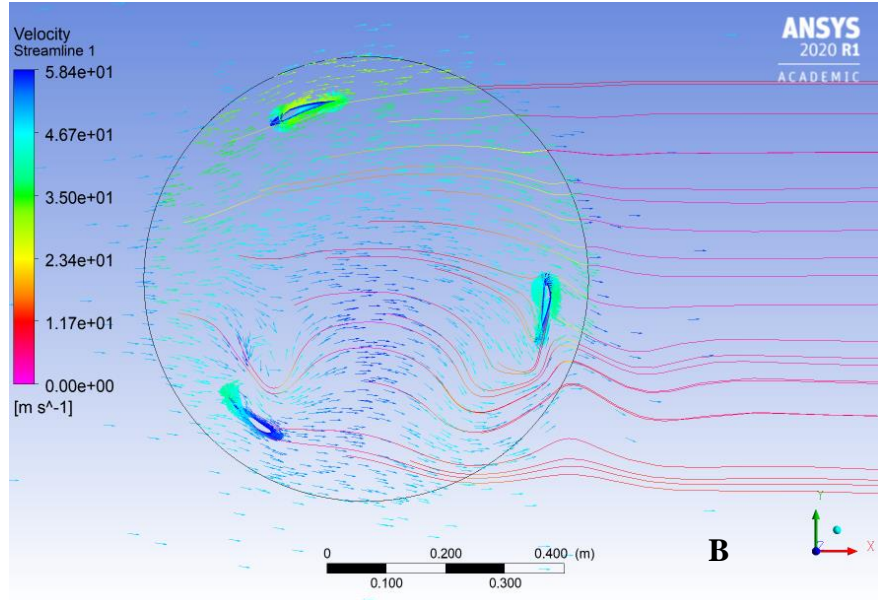 Velocity
Streamline 1
5.84e+01
4.67e+01
3.50e+01
2.34e+01
1.17e+01
0.00e+00
[m s^-1]
ANSYS
2020 R1
ACADEMIC
0 0.200 0.400 (m)
0.100 0.300
B
Y
Z
X